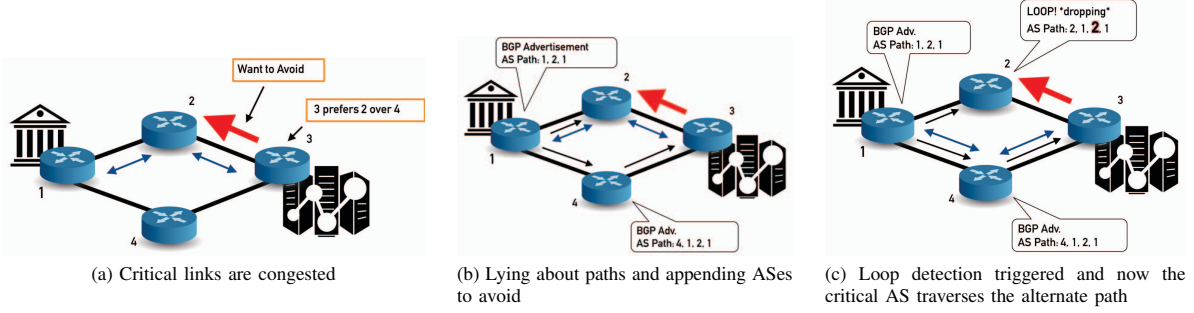 Want to Avoid
2
3 prefers 2 over 4
3
1
4
(a) Critical links are congested
BGP Advertisement
AS Path: 1, 2, 1
2
3
1
4
BGP Adv.
AS Path: 4, 1, 2, 1
(b) Lying about paths and appending ASes
to avoid
LOOP! *dropping*
AS Path: 2, 1, 2, 1
BGP Adv.
AS Path: 1, 2, 1
2
3
1
4
BGP Adv.
AS Path: 4, 1, 2, 1
(c) Loop detection triggered and now the
critical AS traverses the alternate path